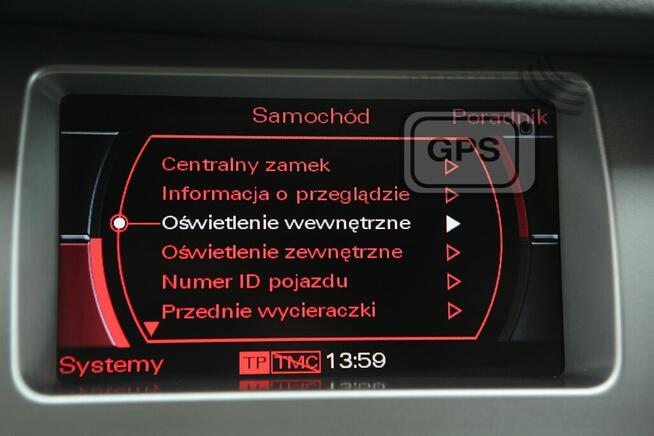 Samochód Poradnik
GPS
Centralny zamek
Informacja o przeglądzie
Oświetlenie wewnętrzne
Oświetlenie zewnętrzne
Numer ID pojazdu
Przednie wycieraczki
Systemy TP TMC 13:59